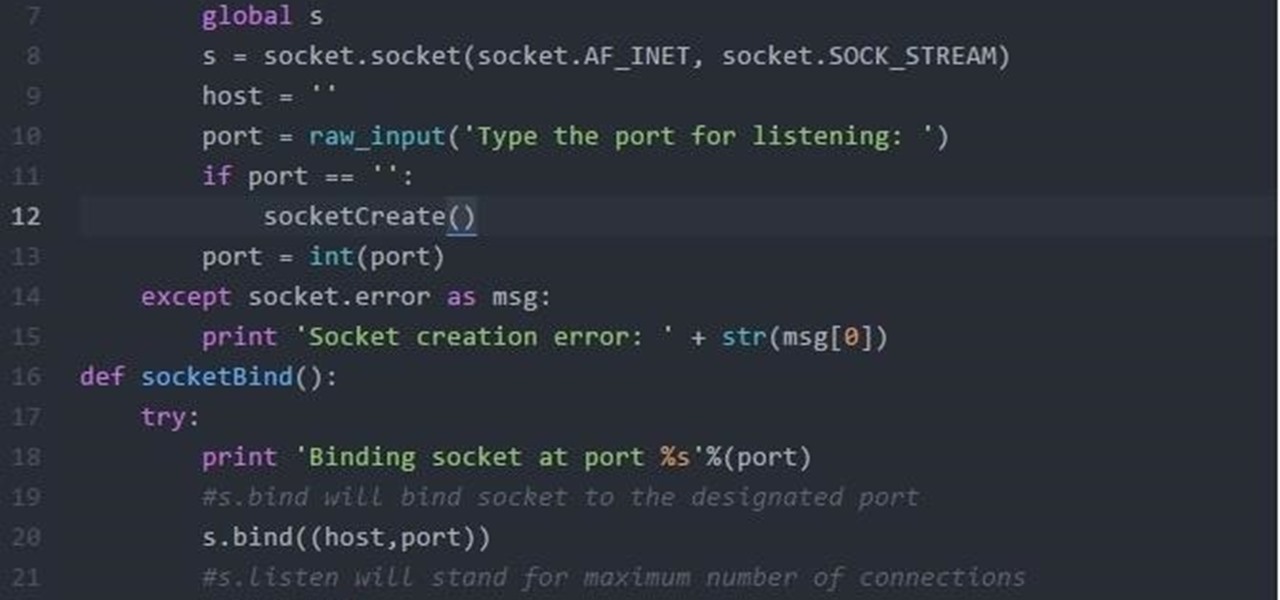 7 global s
8 s = socket.socket(socket.AF_INET, socket.SOCK_STREAM)
9 host = ''
10 port = raw_input('Type the port for listening: ')
11 if port == '':
12 socketCreate()
13 port = int(port)
14 except socket.error as msg:
15 print 'Socket creation error: ' + str(msg[0])
16 def socketBind():
17 try:
18 print 'Binding socket at port %s'%(port)
19 #s.bind will bind socket to the designated port
20 s.bind((host,port))
21 #s.listen will stand for maximum number of connections